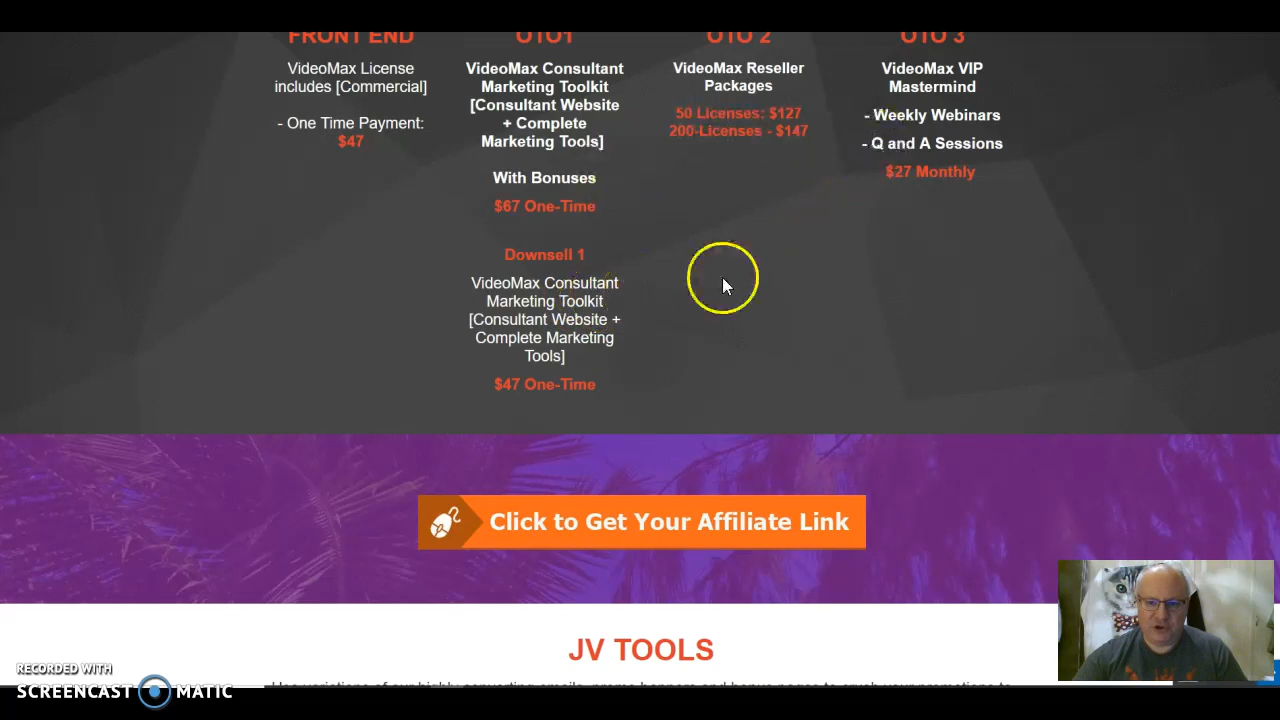 FRONT END
VideoMax License
includes [Commercial]
- One Time Payment:
$47
OTO1
VideoMax Consultant
Marketing Toolkit
[Consultant Website
+ Complete
Marketing Tools]
With Bonuses
$67 One-Time
Downsell 1
VideoMax Consultant
Marketing Toolkit
[Consultant Website +
Complete Marketing
Tools]
$47 One-Time
OTO 2
VideoMax Reseller
Packages
50 Licenses: $127
200-Licenses - $147
OTO 3
VideoMax VIP
Mastermind
- Weekly Webinars
- Q and A Sessions
$27 Monthly
Click to Get Your Affiliate Link
JV TOOLS
RECORDED WITH
SCREENCAST MATIC